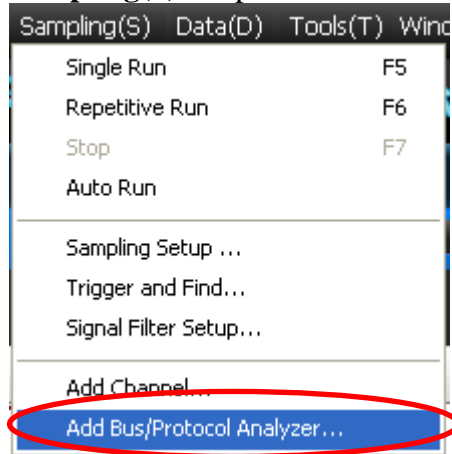 Sampling(S) Data(D) Tools(T) Wind
Single Run F5
Repetitive Run F6
Stop F7
Auto Run
Sampling Setup ...
Trigger and Find...
Signal Filter Setup...
Add Channel...
Add Bus/Protocol Analyzer...